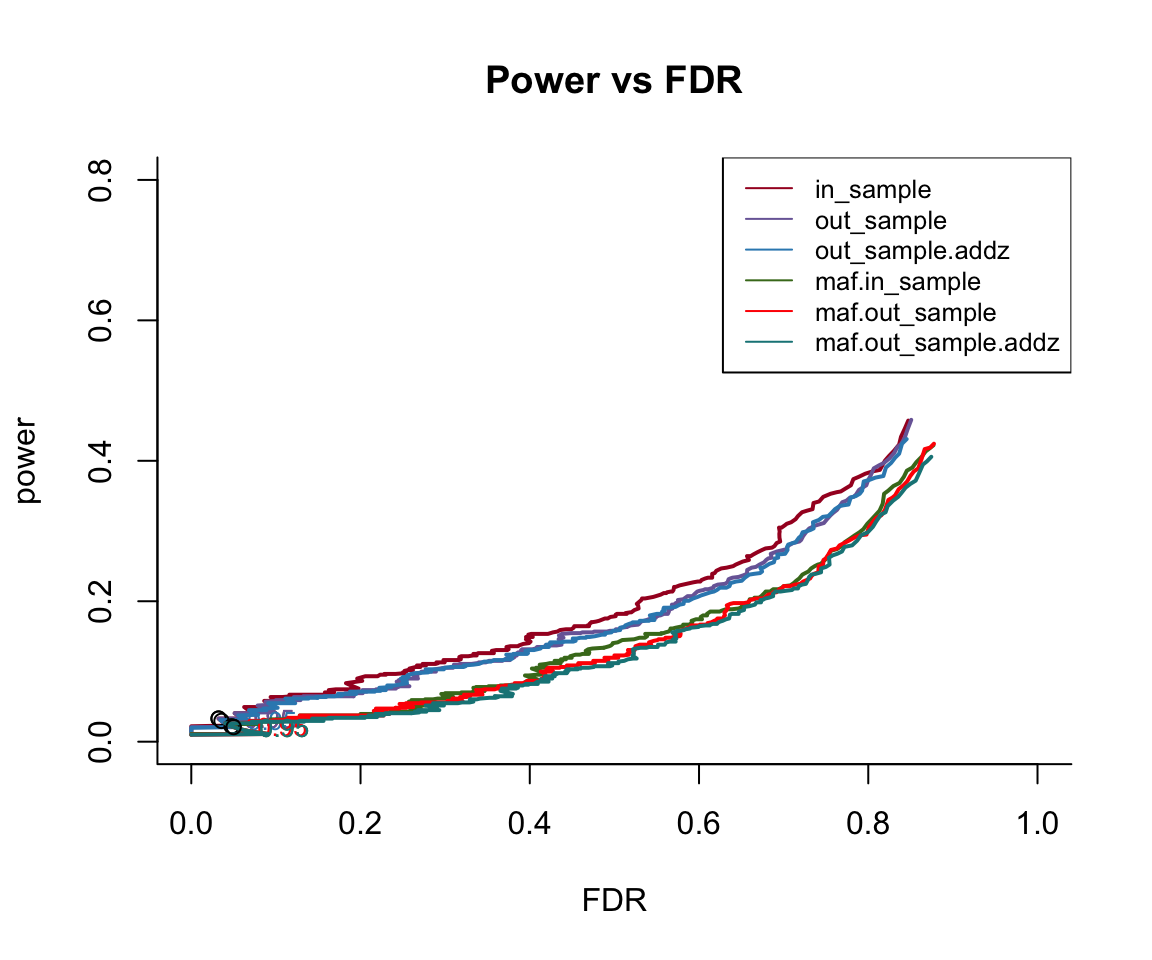 Power vs FDR
power
0.8
0.6
0.4
0.2
0.0
in_sample
out_sample
out_sample.addz
maf.in_sample
maf.out_sample
maf.out_sample.addz
0.95
0.0 0.2 0.4 0.6 0.8 1.0
FDR